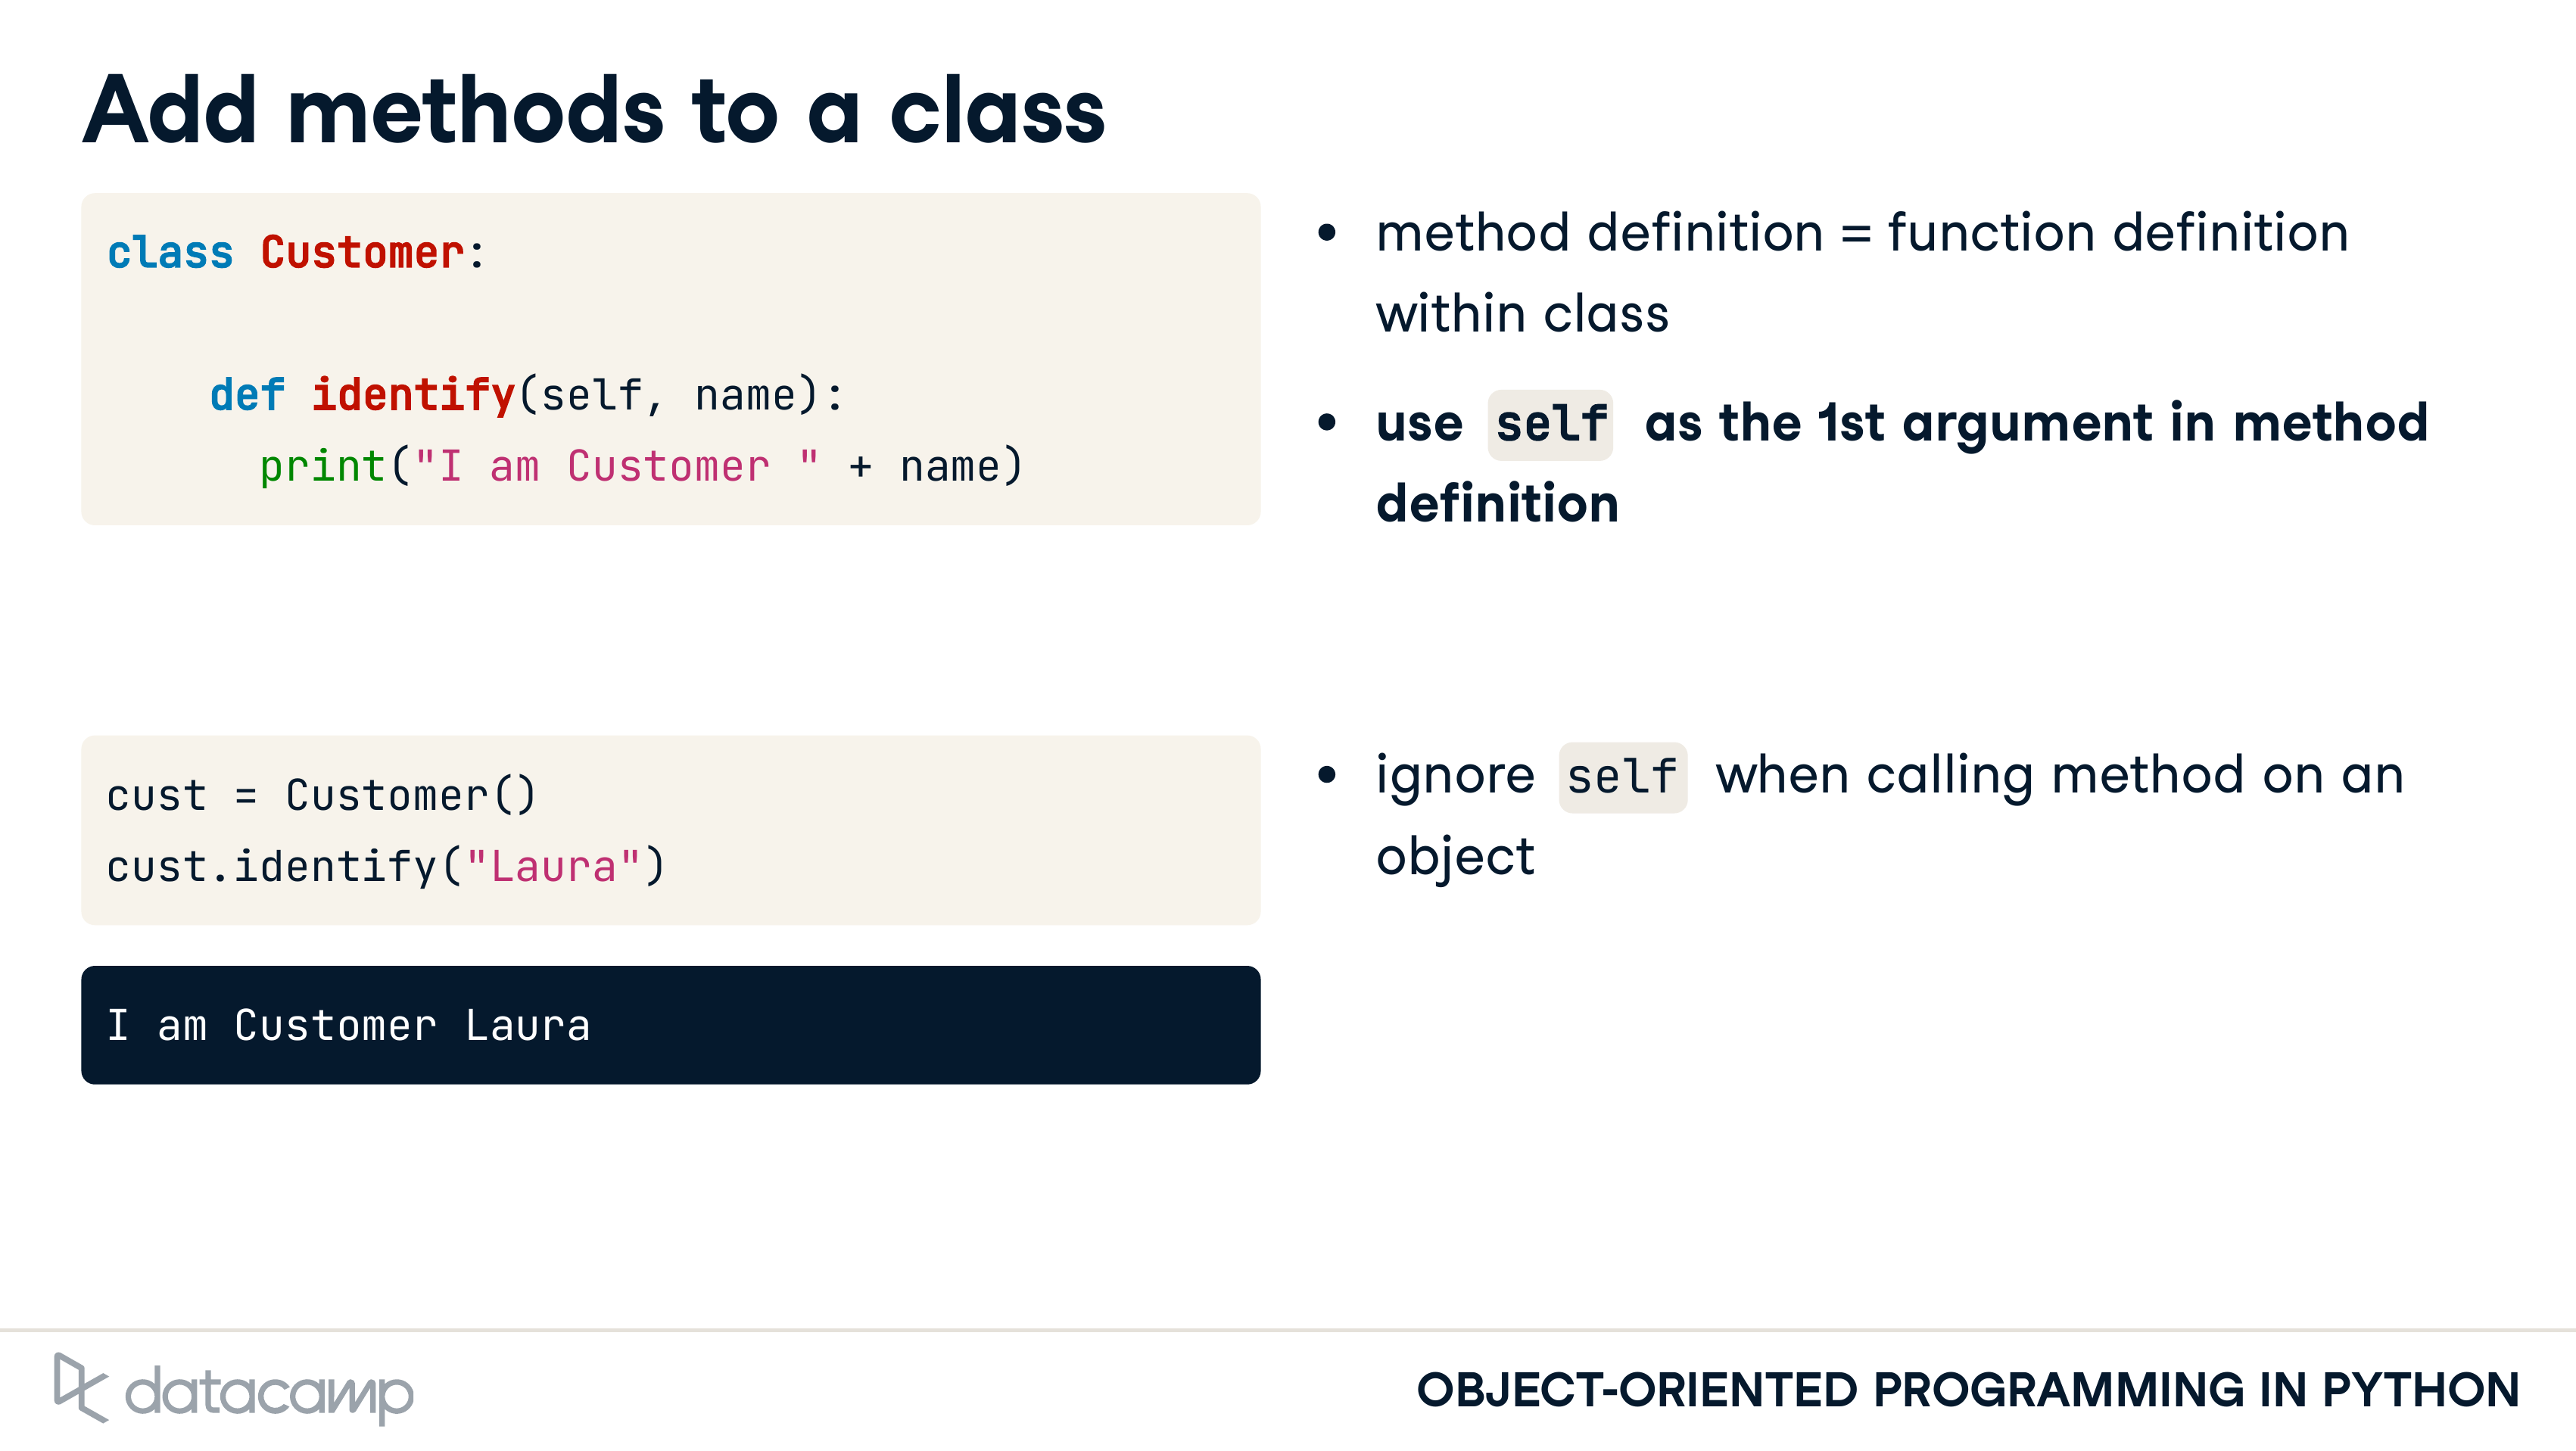 Add methods to a class
class Customer:
def identify(self, name):
print("I am Customer " + name)
• method definition = function definition
within class
• use self as the 1st argument in method
definition
cust = Customer()
cust.identify("Laura")
I am Customer Laura
• ignore self when calling method on an
object
datacamp
OBJECT-ORIENTED PROGRAMMING IN PYTHON